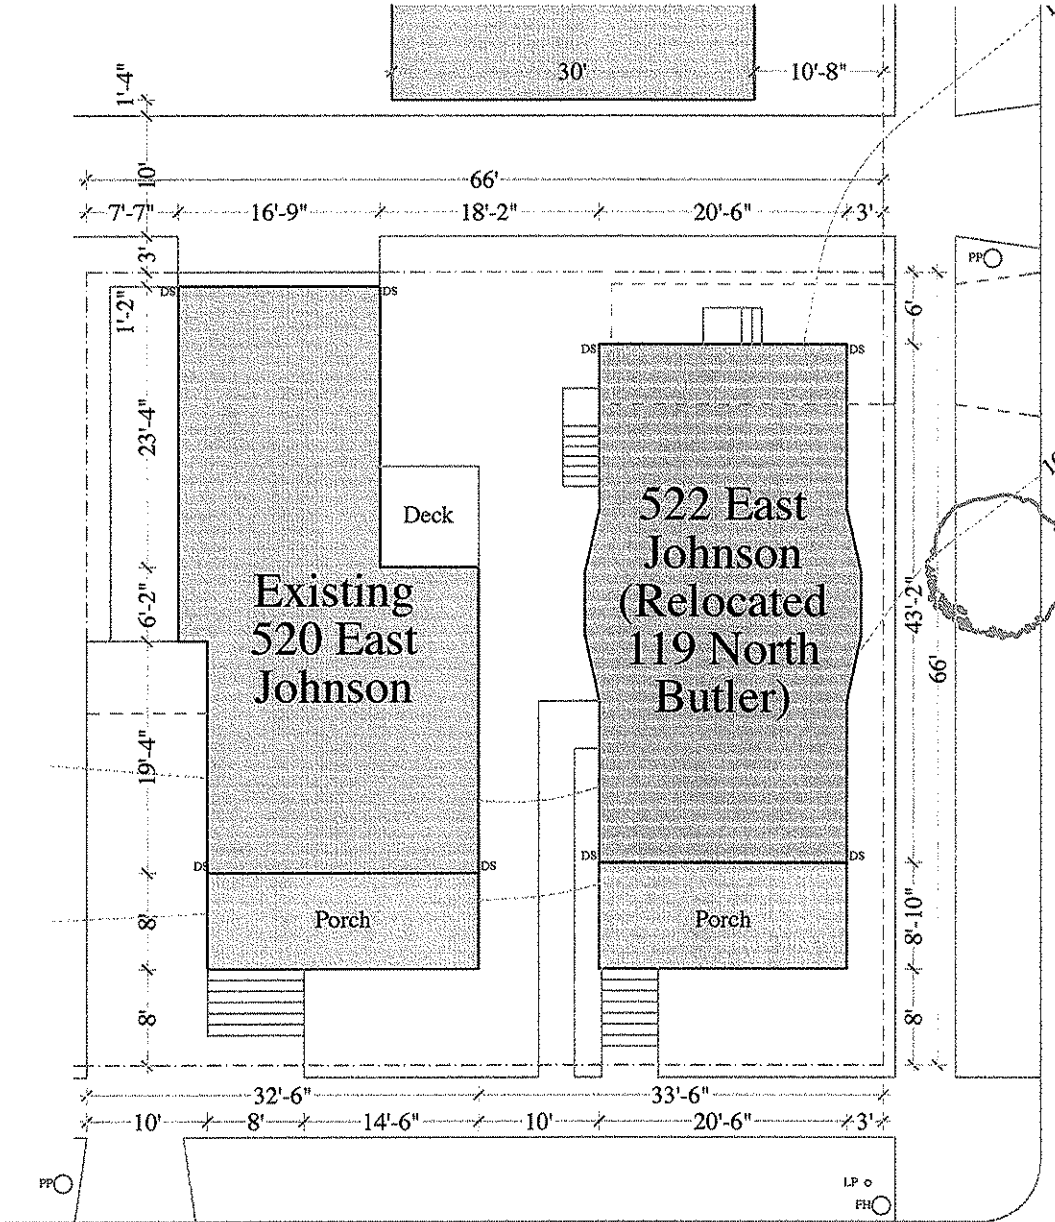 30'
10'-8"
1'-4"
10'
66'
7'-7"
16'-9"
18'-2"
20'-6"
3'
3'
PP
DS
DS
1'-2"
6'
DS
DS
23'-4"
Deck
522 East
Johnson
(Relocated
119 North
Butler)
Existing
520 East
Johnson
6'-2"
43'-2"
66'
19'-4"
DS
DS
DS
DS
8'
Porch
Porch
8'-10"
8'
8'
32'-6"
33'-6"
10'
8'
14'-6"
10'
20'-6"
3'
PP
LP
FH